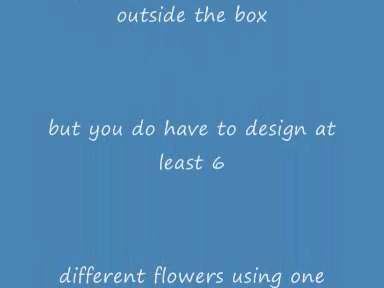 outside the box
but you do have to design at
least 6
different flowers using one